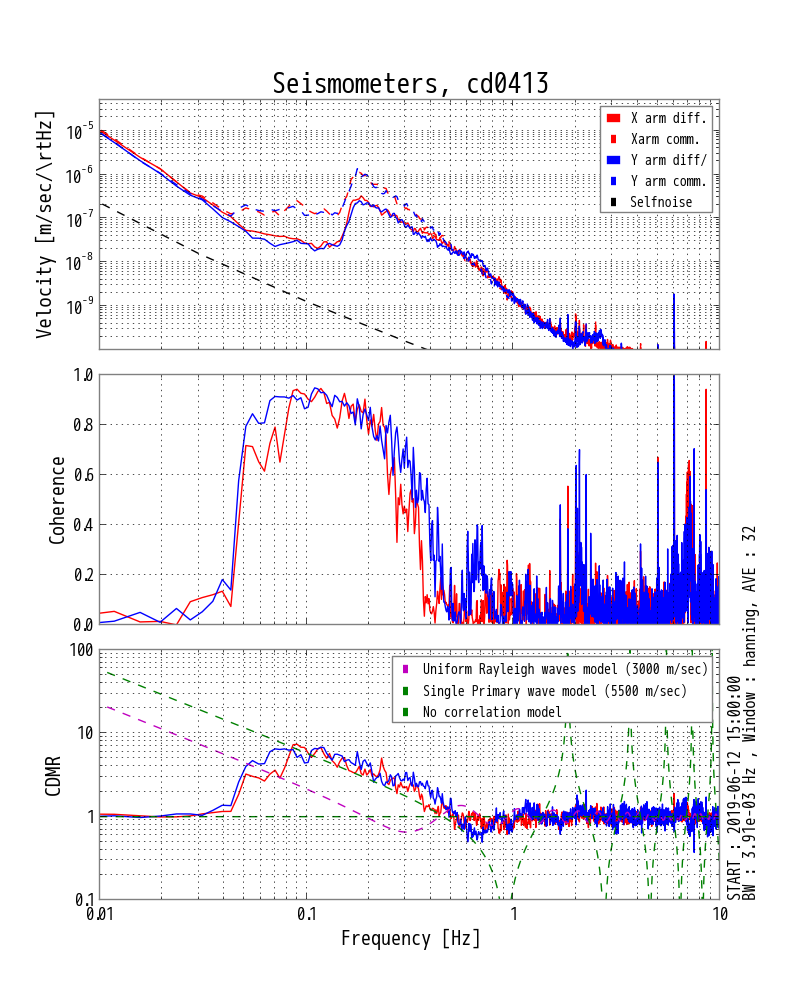 Seismometers, cd0413
Velocity [m/sec/\rtHz]
10^-5
10^-6
10^-7
10^-8
10^-9
X arm diff.
Xarm comm.
Y arm diff/
Y arm comm.
Selfnoise
Coherence
1.0
0.8
0.6
0.4
0.2
0.0
CDMR
100
10
1
0.1
Uniform Rayleigh waves model (3000 m/sec)
Single Primary wave model (5500 m/sec)
No correlation model
0.01
0.1
1
10
Frequency [Hz]
START : 2019-06-12 15:00:00
BW : 3.91e-03 Hz , Window : hanning, AVE : 32